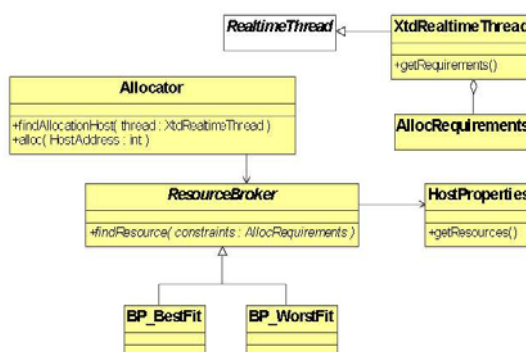 RealtimeThread
XtdRealtimeThread
+getRequirements()
AllocRequirements
Allocator
+findAllocationHost( thread : XtdRealtimeThread )
+alloc( HostAddress : int )
ResourceBroker
+findResource( constraints : AllocRequirements )
HostProperties
+getResources()
BP_BestFit
BP_WorstFit